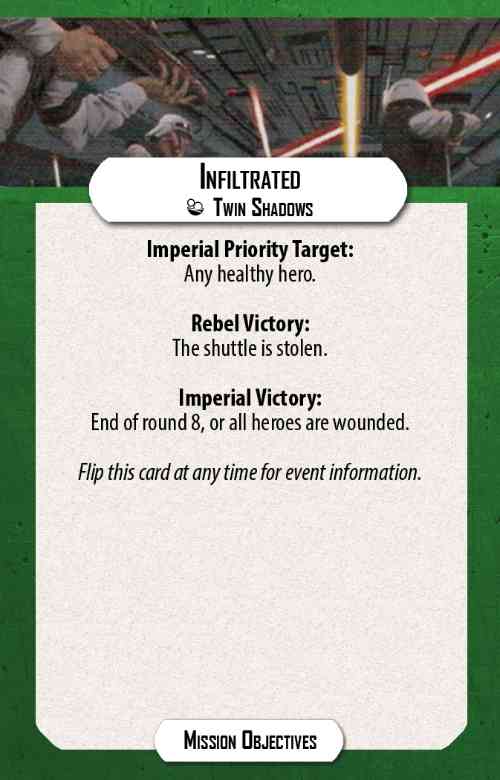 Infiltrated
Twin Shadows
Imperial Priority Target:
Any healthy hero.
Rebel Victory:
The shuttle is stolen.
Imperial Victory:
End of round 8, or all heroes are wounded.
Flip this card at any time for event information.
Mission Objectives